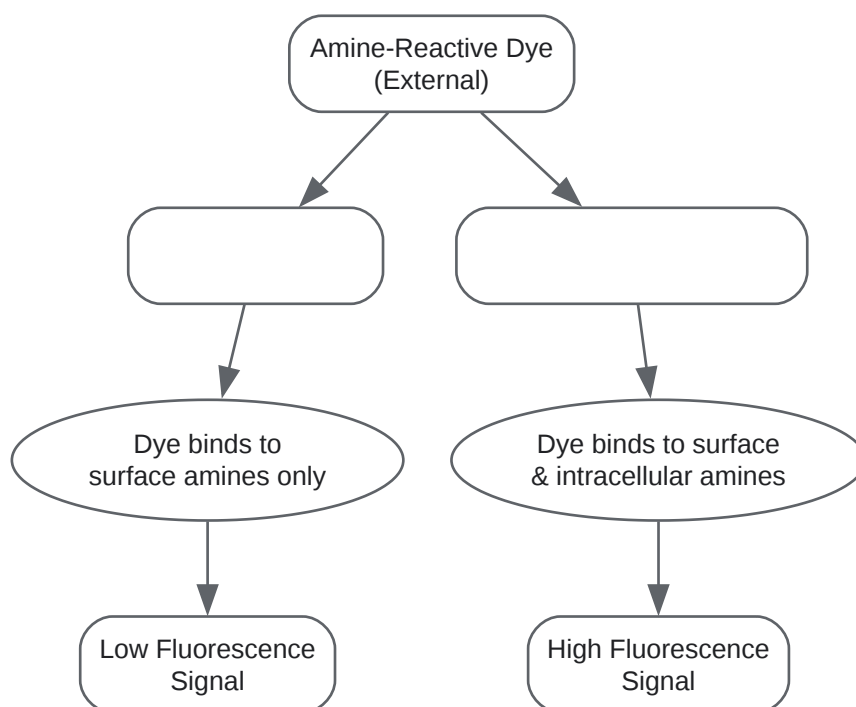 Amine-Reactive Dye
(External)
Dye binds to
surface amines only
Dye binds to surface
& intracellular amines
Low Fluorescence
Signal
High Fluorescence
Signal